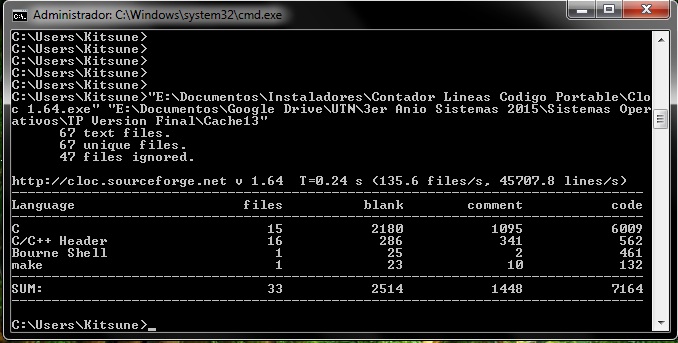 Administrador: C:\Windows\system32\cmd.exe
C:\Users\Kitsune>
C:\Users\Kitsune>
C:\Users\Kitsune>
C:\Users\Kitsune>
C:\Users\Kitsune>
C:\Users\Kitsune>"E:\Documentos\Instaladores\Contador Lineas Codigo Portable\Clo
c 1.64.exe" "E:\Documentos\Google Drive\UTN\3er Anio Sistemas 2015\Sistemas Oper
ativos\TP Version Final\Cache13"
67 text files.
67 unique files.
47 files ignored.
http://cloc.sourceforge.net v 1.64  T=0.24 s (135.6 files/s, 45707.8 lines/s)
-------------------------------------------------------------------------------
Language files blank comment code
-------------------------------------------------------------------------------
C 15 2180 1095 6009
C/C++ Header 16 286 341 562
Bourne Shell 1 25 2 461
make 1 23 10 132
-------------------------------------------------------------------------------
SUM: 33 2514 1448 7164
-------------------------------------------------------------------------------
C:\Users\Kitsune>_